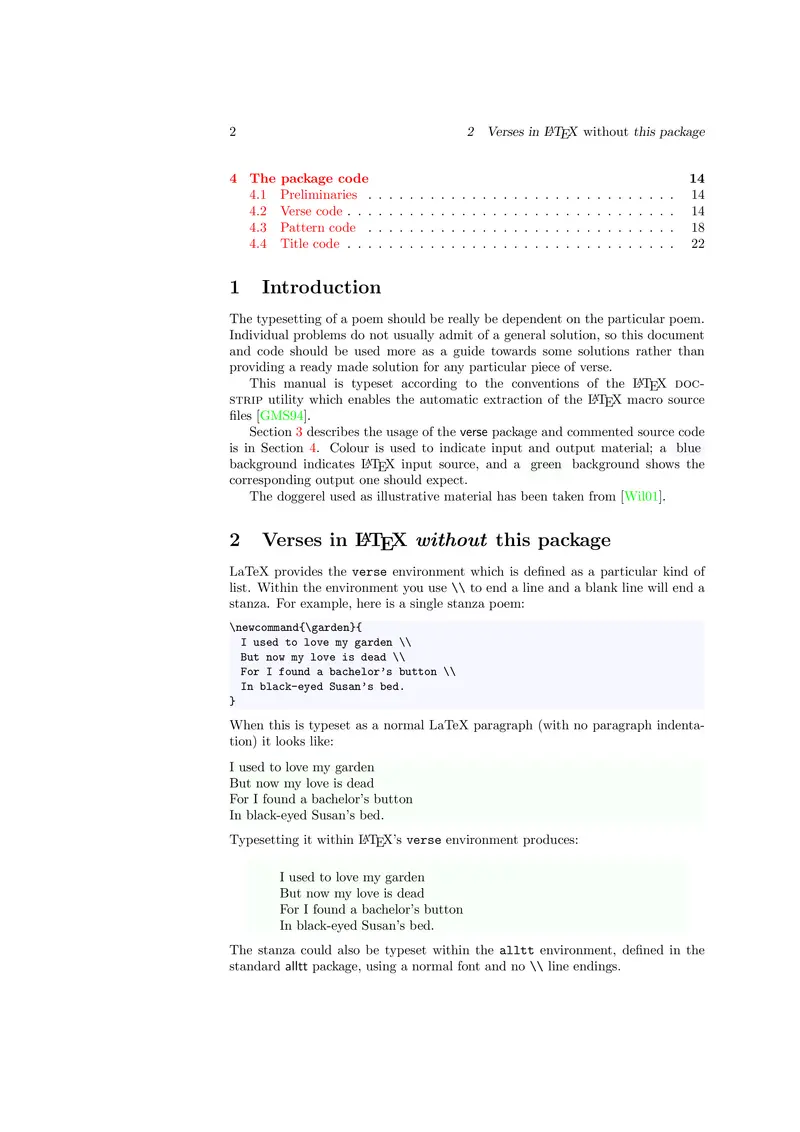 2 2 Verses in LATEX without this package
4 The package code 14
4.1 Preliminaries . . . . . . . . . . . . . . . . . . . . . . . . . . . . . . 14
4.2 Verse code . . . . . . . . . . . . . . . . . . . . . . . . . . . . . . . . 14
4.3 Pattern code . . . . . . . . . . . . . . . . . . . . . . . . . . . . . . 18
4.4 Title code . . . . . . . . . . . . . . . . . . . . . . . . . . . . . . . . 22
1 Introduction
The typesetting of a poem should be really be dependent on the particular poem.
Individual problems do not usually admit of a general solution, so this document
and code should be used more as a guide towards some solutions rather than
providing a ready made solution for any particular piece of verse.
This manual is typeset according to the conventions of the LATEX DOC-
STRIP utility which enables the automatic extraction of the LATEX macro source
files [GMS94].
Section 3 describes the usage of the verse package and commented source code
is in Section 4. Colour is used to indicate input and output material; a blue
background indicates LATEX input source, and a green background shows the
corresponding output one should expect.
The doggerel used as illustrative material has been taken from [Wil01].
2 Verses in LATEX without this package
LaTeX provides the verse environment which is defined as a particular kind of
list. Within the environment you use \\ to end a line and a blank line will end a
stanza. For example, here is a single stanza poem:
\newcommand{\garden}{
I used to love my garden \\
But now my love is dead \\
For I found a bachelor's button \\
In black-eyed Susan's bed.
}
When this is typeset as a normal LaTeX paragraph (with no paragraph indenta-
tion) it looks like:
I used to love my garden
But now my love is dead
For I found a bachelor's button
In black-eyed Susan's bed.
Typesetting it within LATEX's verse environment produces:
I used to love my garden
But now my love is dead
For I found a bachelor's button
In black-eyed Susan's bed.
The stanza could also be typeset within the alltt environment, defined in the
standard alltt package, using a normal font and no \\ line endings.